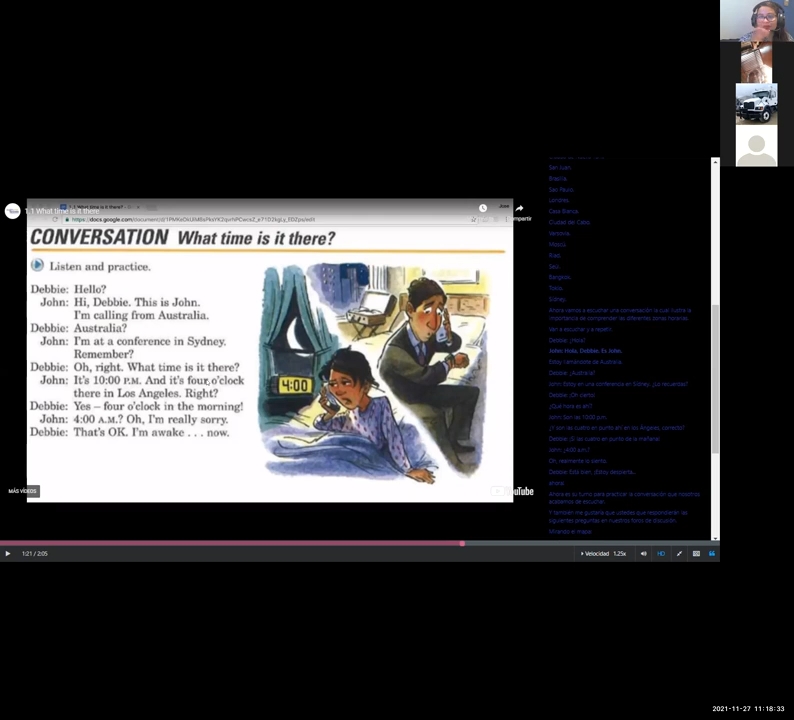 1.1 What time is it there?
https://docs.google.com/document/d/
CONVERSATION What time is it there?
Listen and practice.
Debbie: Hello?
John: Hi, Debbie. This is John.
I'm calling from Australia.
Debbie: Australia?
John: I'm at a conference in Sydney.
Remember?
Debbie: Oh, right. What time is it there?
John: It's 10:00 P.M. And it's four o'clock
there in Los Angeles. Right?
Debbie: Yes – four o'clock in the morning!
John: 4:00 A.M.? Oh, I'm really sorry.
Debbie: That's OK. I'm awake . . . now.
4:00
MÁS VÍDEOS
YouTube
San Juan.
Brasilia.
Sao Paulo.
Londres.
Casa Blanca.
Ciudad del Cabo.
Varsovia.
Moscú.
Riad.
Seúl.
Bangkok.
Tokio.
Sidney.
Ahora vamos a escuchar una conversación la cual ilustra la
importancia de comprender las diferentes zonas horarias.
Van a escuchar y a repetir.
Debbie: ¿Hola?
John: Hola, Debbie. Es John.
Estoy llamándote de Australia.
Debbie: ¿Australia?
John: Estoy en una conferencia en Sidney. ¿Lo recuerdas?
Debbie: ¡Oh cierto!
¿Qué hora es ahí?
John: Son las 10:00 p.m.
¿Y son las cuatro en punto ahí en los Ángeles, correcto?
Debbie: ¡Sí las cuatro en punto de la mañana!
John: ¿4:00 a.m.?
Oh, realmente lo siento.
Debbie: Está bien. Estoy despierta...
ahora.
Ahora es tu turno para practicar la conversación que nosotros
acabamos de escuchar.
Y también me gustaría que ustedes que respondieran las
siguientes preguntas en nuestros foros de discusión.
Mirando el mapa:
1:21 / 2:05
Velocidad 1.25x
HD
2021-11-27 11:18:33